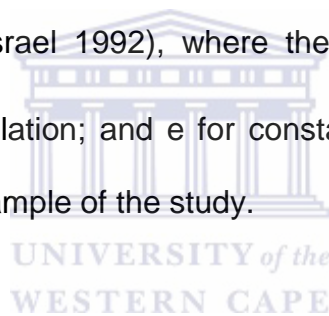 srael 1992), where the
lation; and e for consta
ample of the study.
UNIVERSITY of the
WESTERN CAPE